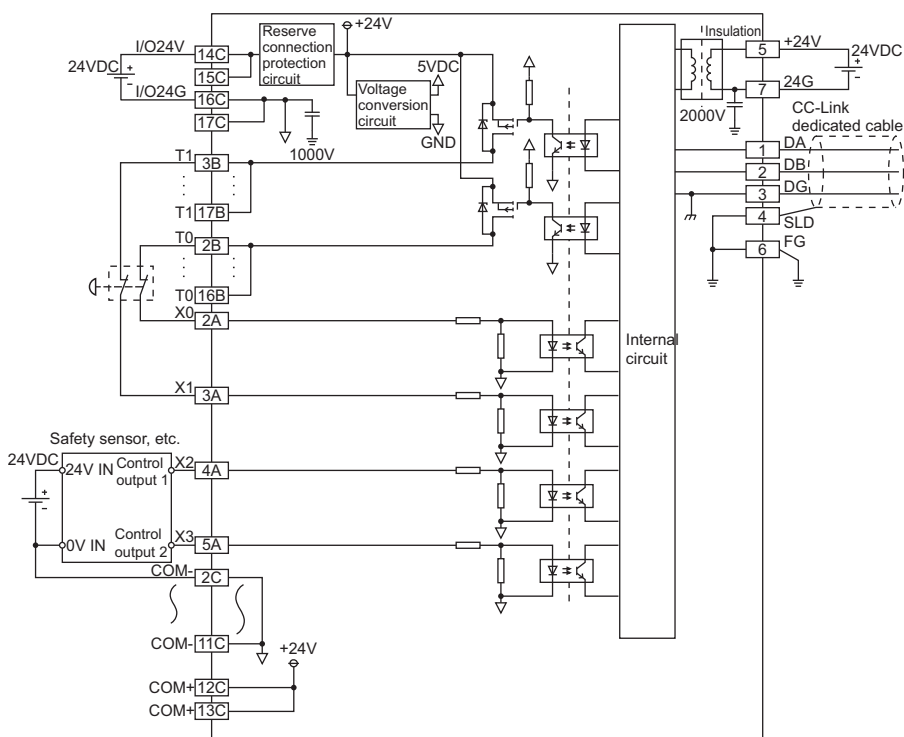 +24V
I/O24V
14C
Reserve
connection
protection
circuit
24VDC
+
−
15C
I/O24G
16C
17C
1000V
5VDC
Voltage
conversion
circuit
GND
Insulation
2000V
5
+24V
24VDC
+
−
7
24G
CC-Link
dedicated cable
1
DA
2
DB
3
DG
4
SLD
6
FG
T1
3B
T1
17B
T0
2B
T0
16B
X0
2A
Internal
circuit
X1
3A
Safety sensor, etc.
24VDC
+
−
24V IN
Control
output 1
X2
4A
0V IN
Control
output 2
X3
5A
COM-
2C
COM-
11C
+24V
COM+
12C
COM+
13C